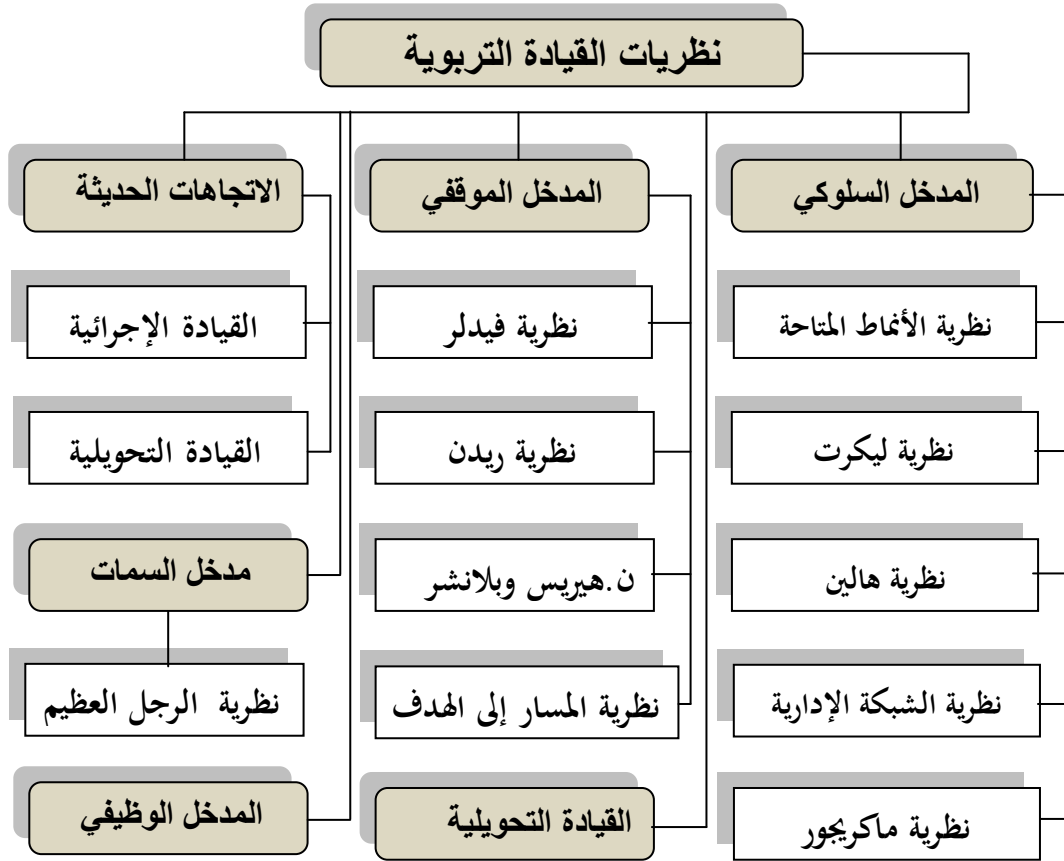 نظريات القيادة التربوية
المدخل السلوكي
نظرية الأنماط المتاحة
نظرية ليكرت
نظرية هالين
نظرية الشبكة الإدارية
نظرية ماكريجور
المدخل الموقفي
نظرية فيدلر
نظرية ريدن
ن.هيريس وبلانشر
نظرية المسار إلى الهدف
القيادة التحويلية
الاتجاهات الحديثة
القيادة الإجرائية
القيادة التحويلية
مدخل السمات
نظرية الرجل العظيم
المدخل الوظيفي